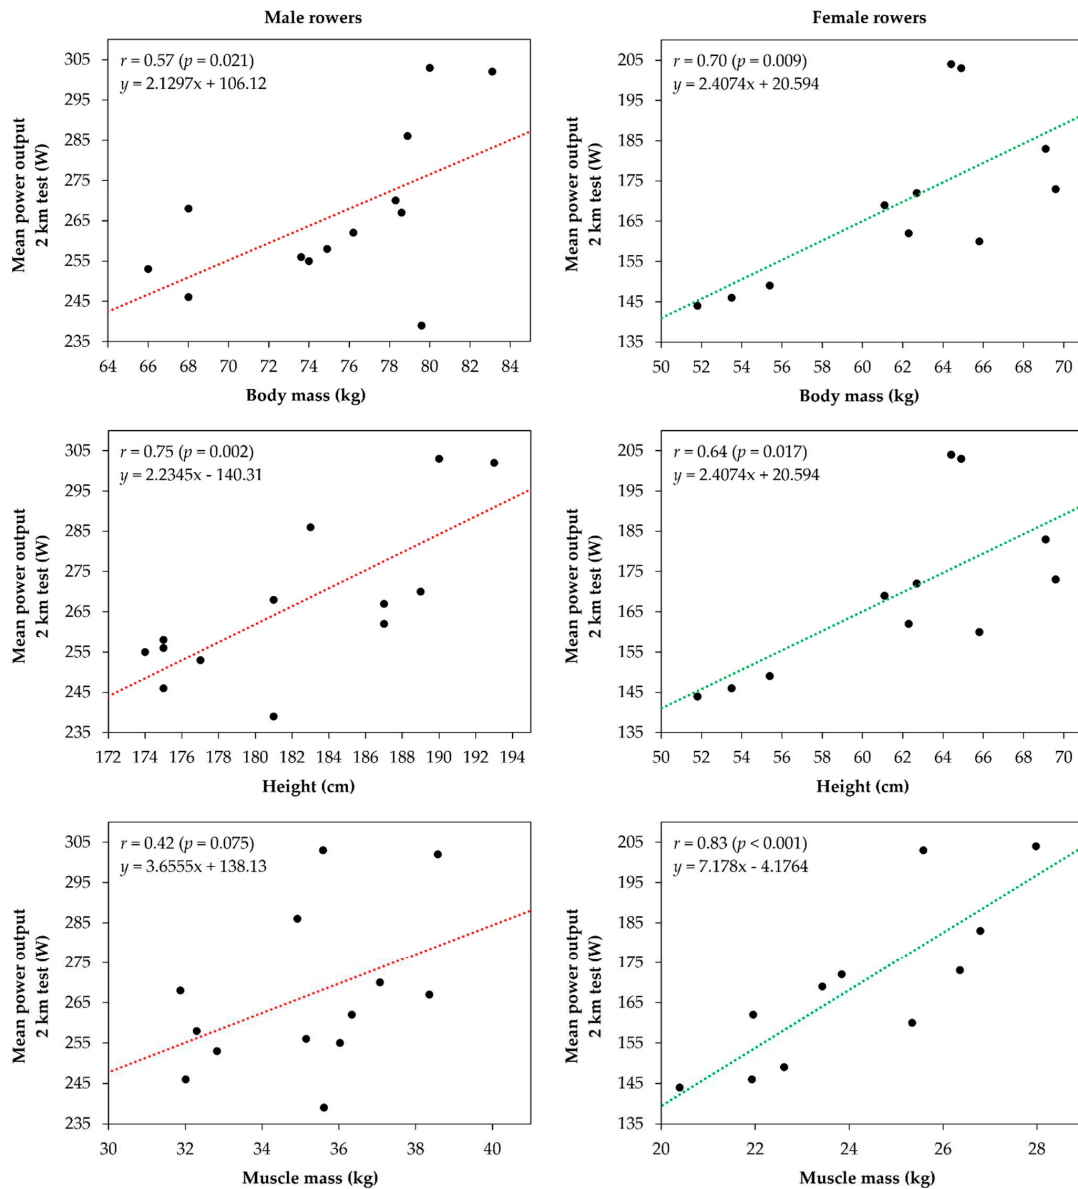 Male rowers
Female rowers
r = 0.57 (p = 0.021)
y = 2.1297x + 106.12
Mean power output
2 km test (W)
305
295
285
275
265
255
245
235
64 66 68 70 72 74 76 78 80 82 84
Body mass (kg)
r = 0.70 (p = 0.009)
y = 2.4074x + 20.594
Mean power output
2 km test (W)
205
195
185
175
165
155
145
135
50 52 54 56 58 60 62 64 66 68 70
Body mass (kg)
r = 0.75 (p = 0.002)
y = 2.2345x - 140.31
Mean power output
2 km test (W)
305
295
285
275
265
255
245
235
172 174 176 178 180 182 184 186 188 190 192 194
Height (cm)
r = 0.64 (p = 0.017)
y = 2.4074x + 20.594
Mean power output
2 km test (W)
205
195
185
175
165
155
145
135
50 52 54 56 58 60 62 64 66 68 70
Height (cm)
r = 0.42 (p = 0.075)
y = 3.6555x + 138.13
Mean power output
2 km test (W)
305
295
285
275
265
255
245
235
30 32 34 36 38 40
Muscle mass (kg)
r = 0.83 (p < 0.001)
y = 7.178x - 4.1764
Mean power output
2 km test (W)
205
195
185
175
165
155
145
135
20 22 24 26 28
Muscle mass (kg)